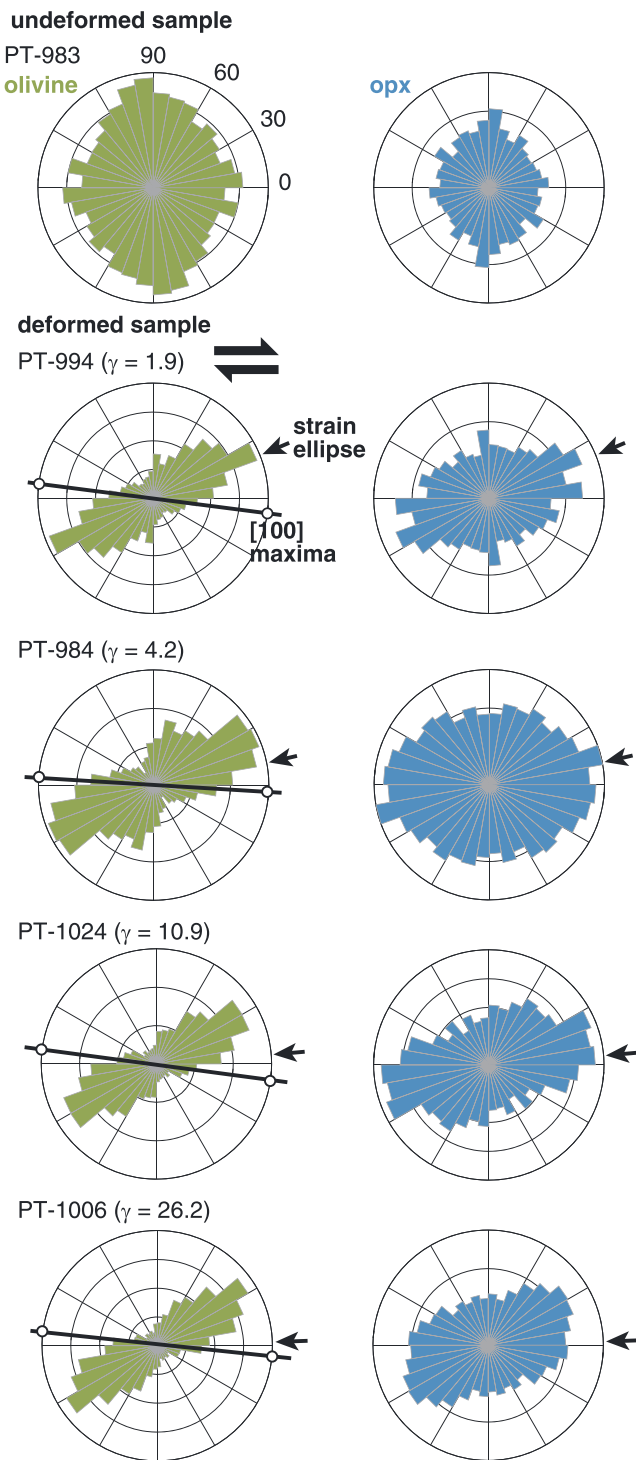 undeformed sample
PT-983
90
olivine
60
opx
30
0
deformed sample
PT-994 (γ = 1.9)
strain
ellipse
[100]
maxima
PT-984 (γ = 4.2)
PT-1024 (γ = 10.9)
PT-1006 (γ = 26.2)